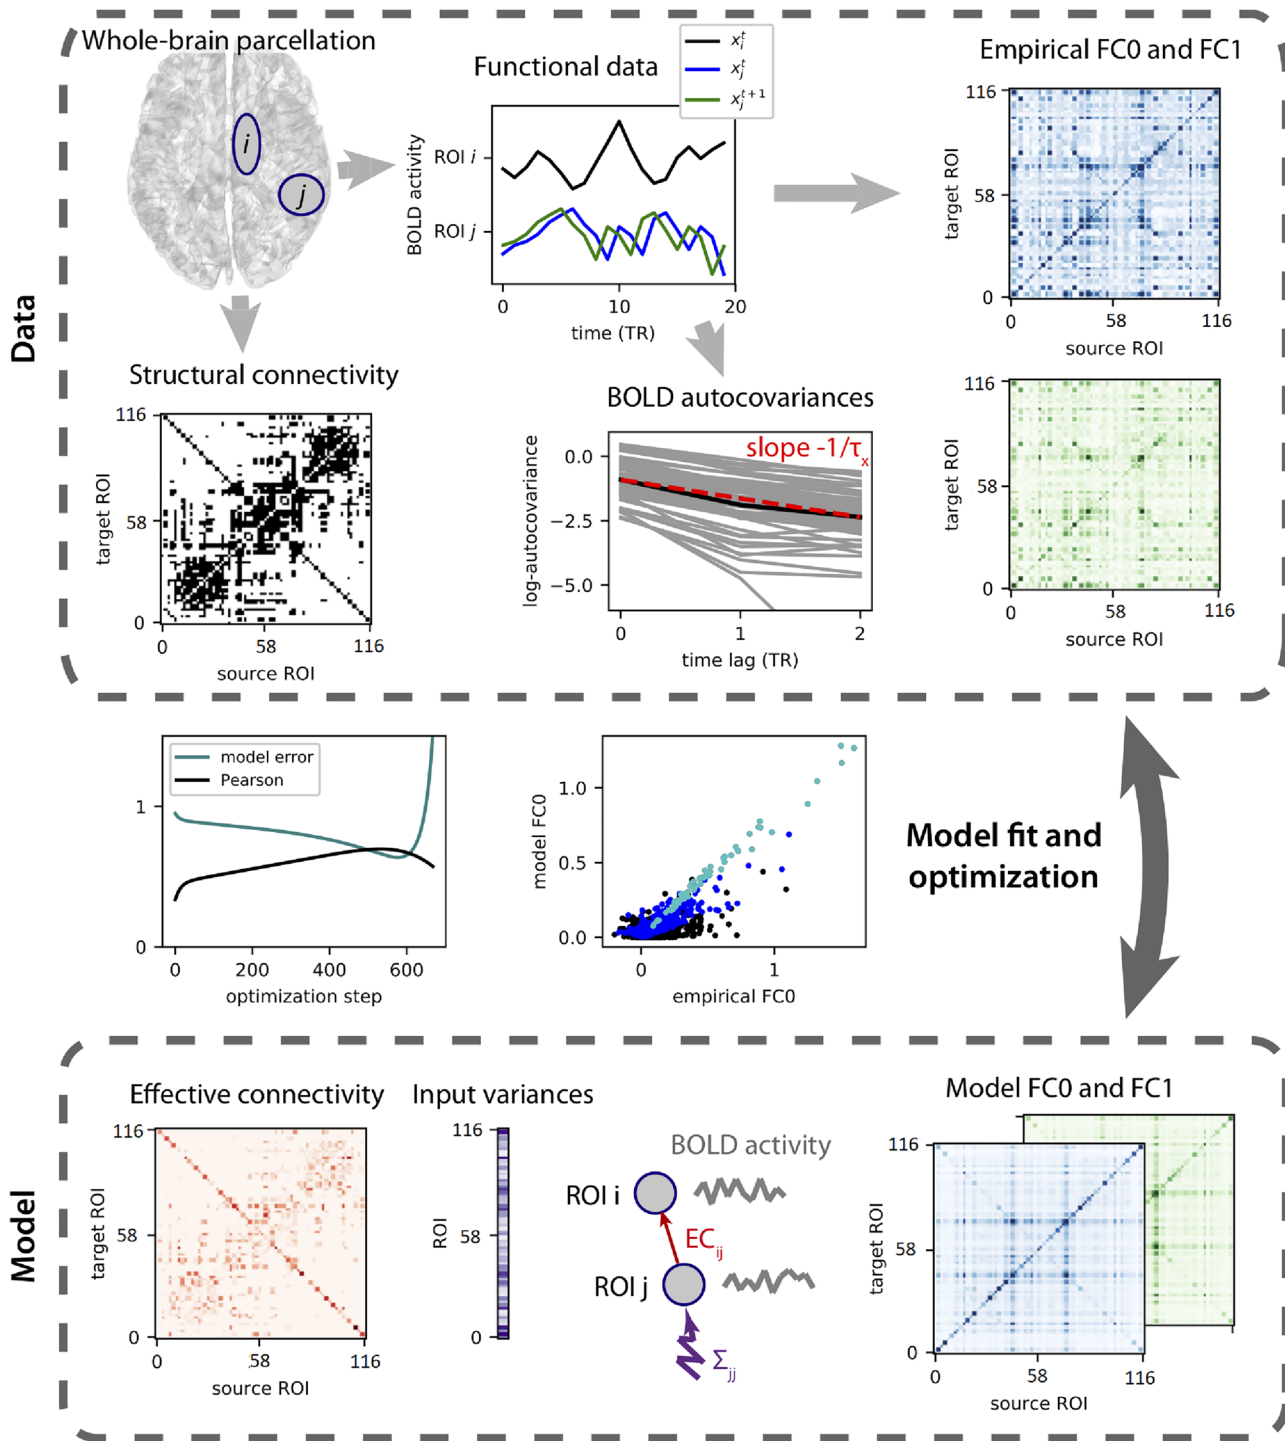 Data
Whole-brain parcellation
i
j
Functional data
x_i^t
x_j^t
x_j^{t+1}
BOLD activity
ROI i
ROI j
0
10
20
time (TR)
Empirical FC0 and FC1
target ROI
116
58
0
0
58
116
source ROI
Structural connectivity
target ROI
116
58
0
0
58
116
source ROI
BOLD autocovariances
slope -1/τ_x
log-autocovariance
0.0
−2.5
−5.0
0
1
2
time lag (TR)
target ROI
116
58
0
0
58
116
source ROI
model error
Pearson
1
0
0
200
400
600
optimization step
model FC0
1.0
0.5
0.0
0
1
empirical FC0
Model fit and
optimization
Model
Effective connectivity
target ROI
116
58
0
0
58
116
source ROI
Input variances
ROI
116
58
0
BOLD activity
ROI i
EC_ij
ROI j
Σ_jj
Model FC0 and FC1
target ROI
116
58
0
0
58
116
source ROI